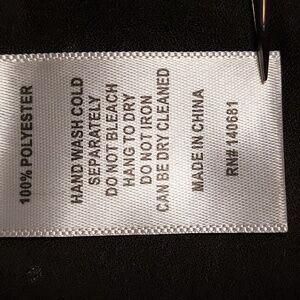 100% POLYESTER
HAND WASH COLD
SEPARATELY
DO NOT BLEACH
HANG TO DRY
DO NOT IRON
CAN BE DRY CLEANED
MADE IN CHINA
RN# 140681